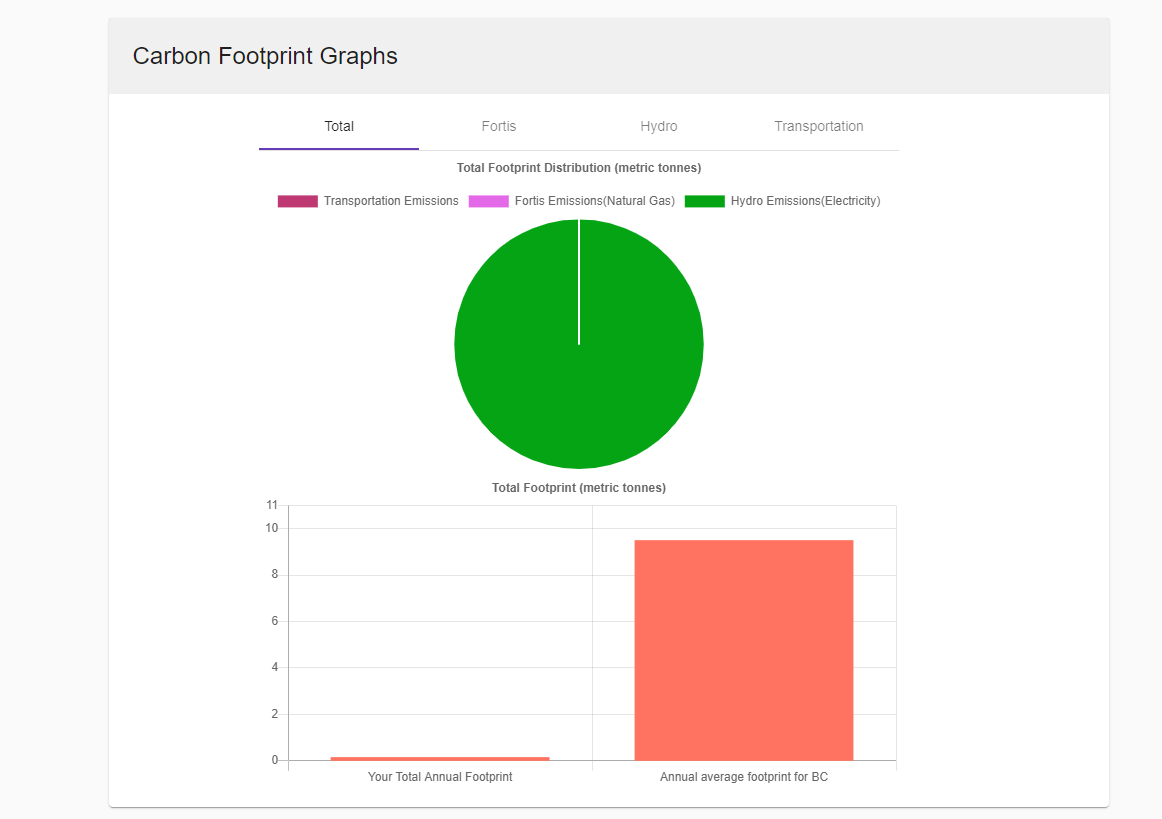 Carbon Footprint Graphs
Total Fortis Hydro Transportation
Total Footprint Distribution (metric tonnes)
Transportation Emissions Fortis Emissions(Natural Gas) Hydro Emissions(Electricity)
Total Footprint (metric tonnes)
11
10
8
6
4
2
0
Your Total Annual Footprint Annual average footprint for BC